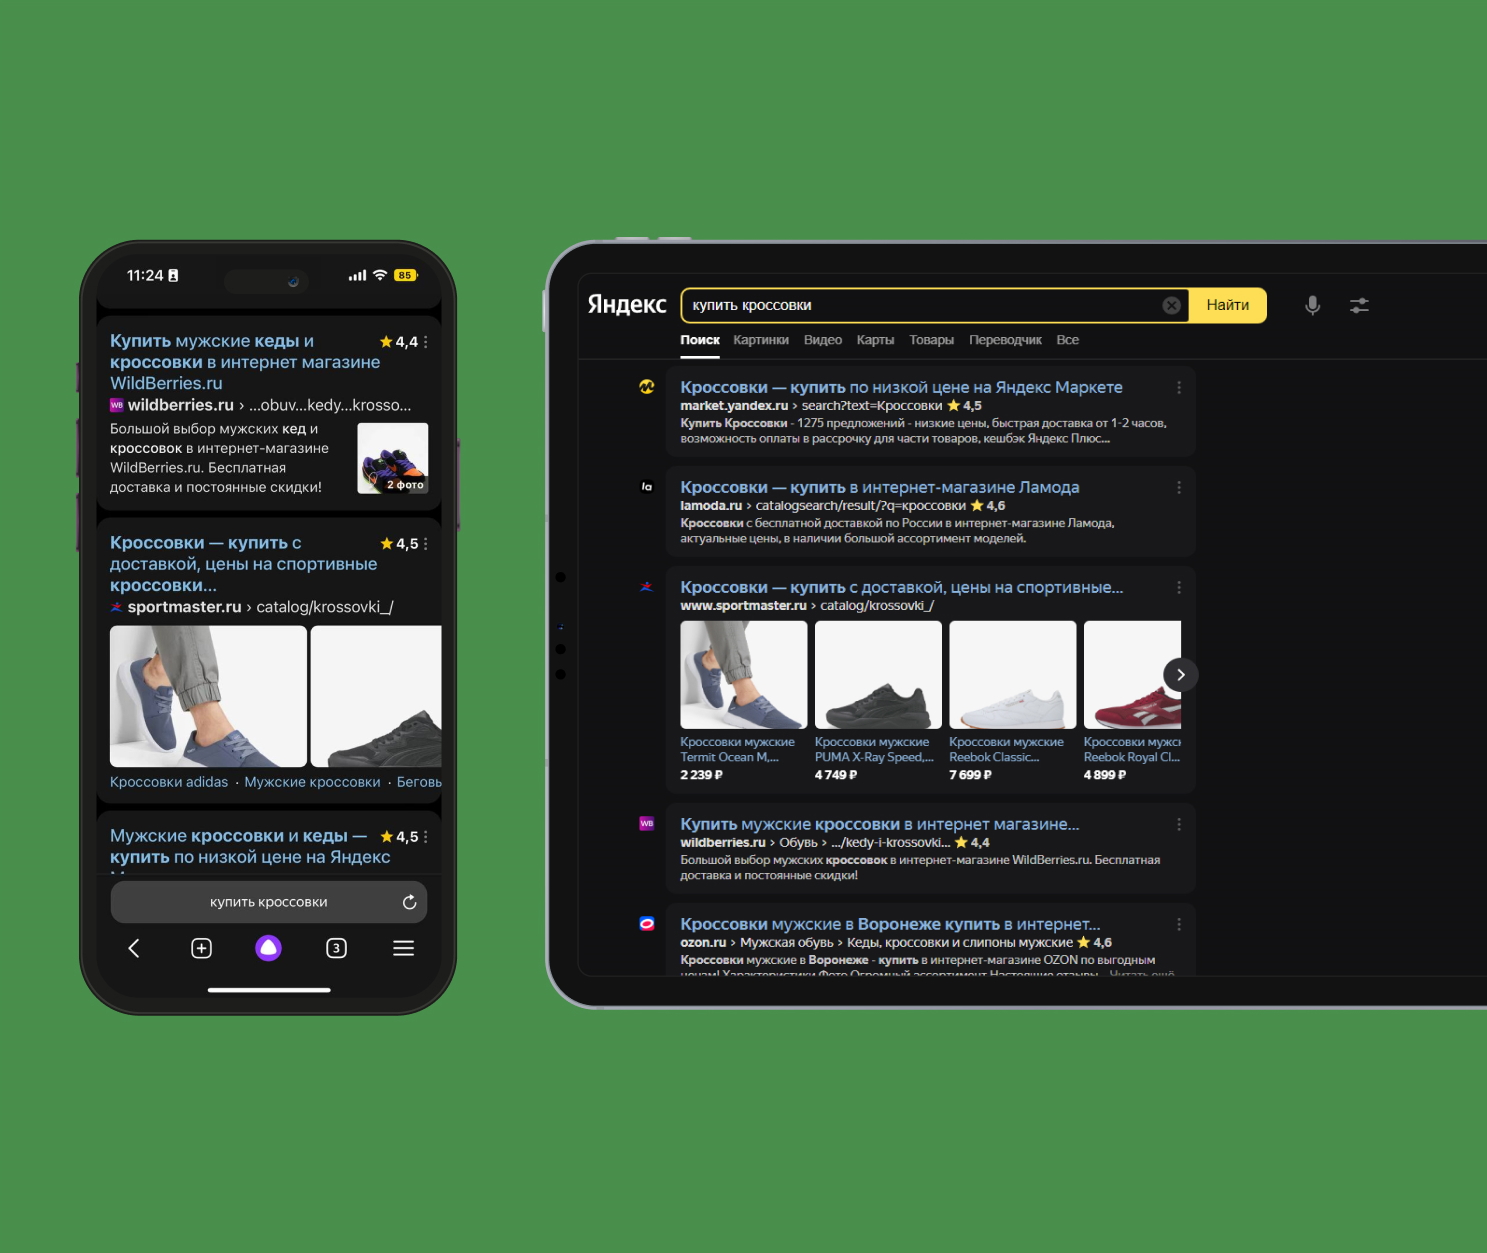 11:24
85
Купить мужские кеды и
кроссовки в интернет магазине
WildBerries.ru
4,4
WB wildberries.ru › ...obuv...kedy...krosso...
Большой выбор мужских кед и
кроссовок в интернет-магазине
WildBerries.ru. Бесплатная
доставка и постоянные скидки!
2 фото
Кроссовки — купить с
доставкой, цены на спортивные
кроссовки...
4,5
sportmaster.ru › catalog/krossovki_/
Кроссовки adidas · Мужские кроссовки · Беговы
Мужские кроссовки и кеды —
купить по низкой цене на Яндекс
4,5
купить кроссовки
3
Яндекс
купить кроссовки
Найти
Поиск Картинки Видео Карты Товары Переводчик Все
Кроссовки — купить по низкой цене на Яндекс Маркете
market.yandex.ru › search?text=Кроссовки 4,5
Купить Кроссовки - 1275 предложений - низкие цены, быстрая доставка от 1-2 часов,
возможность оплаты в рассрочку для части товаров, кешбэк Яндекс Плюс...
la
Кроссовки — купить в интернет-магазине Ламода
lamoda.ru › catalogsearch/result/?q=кроссовки 4,6
Кроссовки с бесплатной доставкой по России в интернет-магазине Ламода,
актуальные цены, в наличии большой ассортимент моделей.
Кроссовки — купить с доставкой, цены на спортивные...
www.sportmaster.ru › catalog/krossovki_/
Кроссовки мужские
Termit Ocean M,...
2 239 ₽
Кроссовки мужские
PUMA X-Ray Speed,...
4 749 ₽
Кроссовки мужские
Reebok Classic...
7 699 ₽
Кроссовки мужск
Reebok Royal Cl...
4 899 ₽
WB
Купить мужские кроссовки в интернет магазине...
wildberries.ru › Обувь › .../kedy-i-krossovki... 4,4
Большой выбор мужских кроссовок в интернет-магазине WildBerries.ru. Бесплатная
доставка и постоянные скидки!
Кроссовки мужские в Воронеже купить в интернет...
ozon.ru › Мужская обувь › Кеды, кроссовки и слипоны мужские 4,6
Кроссовки мужские в Воронеже - купить в интернет-магазине OZON по выгодным
ценам! Характеристики Фото Огромный ассортимент Настоящие отзывы... Читать ещё